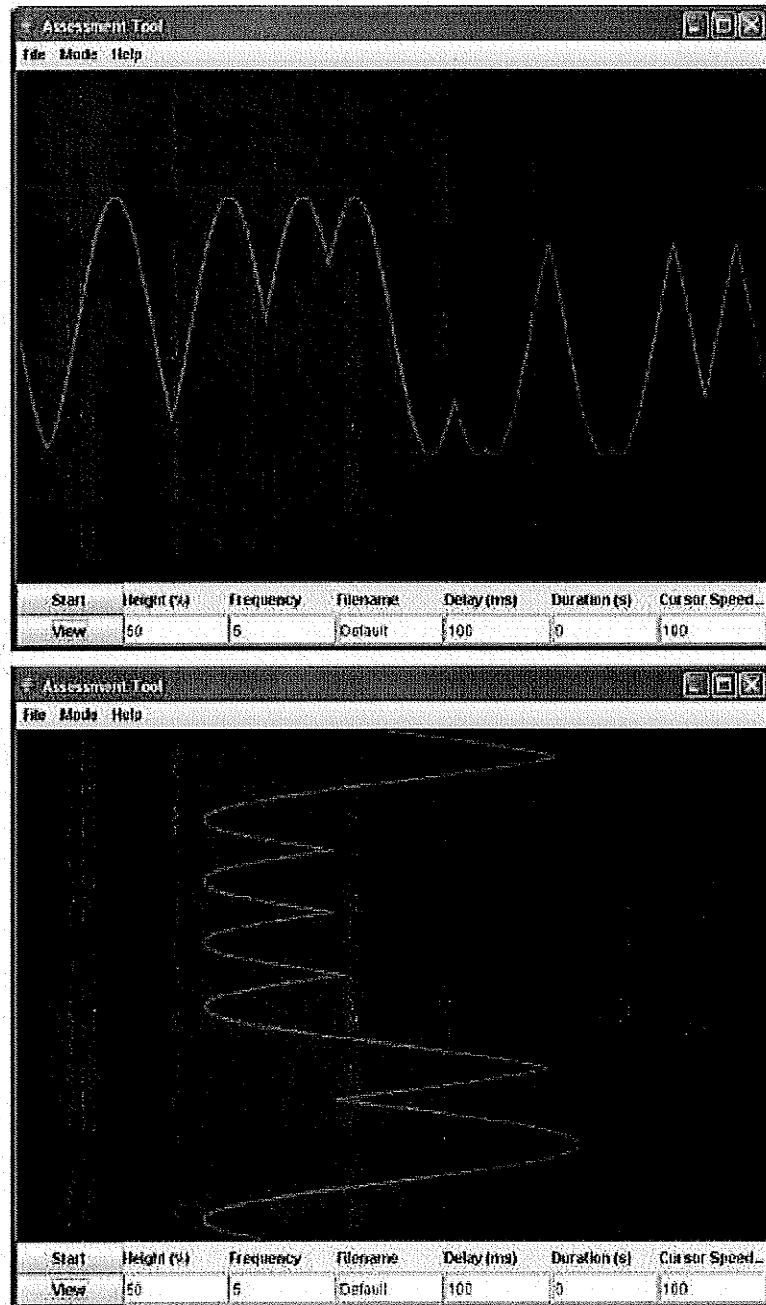 Assessment Tool
File Mode Help
Start Height (%) Frequency Filename Delay (ms) Duration (s) Cursor Speed...
View 50 5 Default 100 0 100
Assessment Tool
File Mode Help
Start Height (%) Frequency Filename Delay (ms) Duration (s) Cursor Speed...
View 50 5 Default 100 0 100